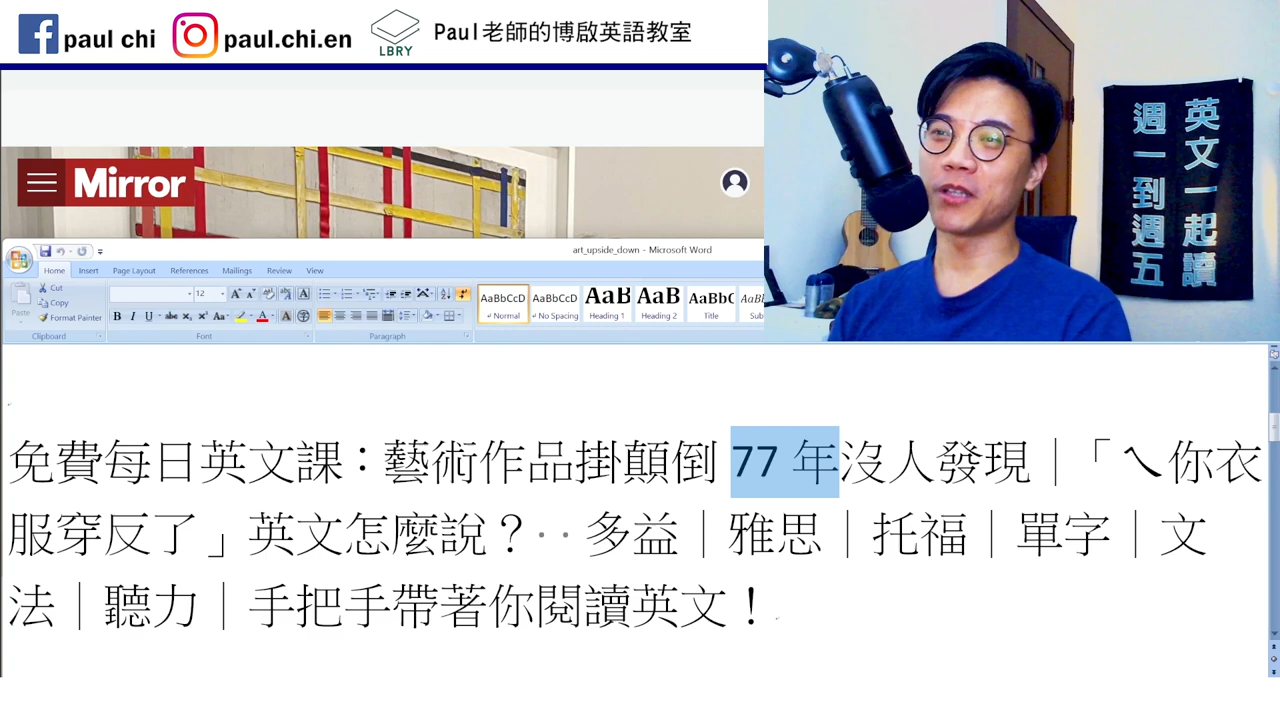 paul chi
paul.chi.en
LBRY
Paul老師的博啟英語教室
Mirror
英文一起讀
週一到週五
art_upside_down - Microsoft Word
Home Insert Page Layout References Mailings Review View
Paste
Cut
Copy
Format Painter
12
AaBbCcD AaBbCcD AaBb AaBb AaBbC
Normal No Spacing Heading 1 Heading 2 Title
Clipboard Font Paragraph
免費每日英文課：藝術作品掛顛倒 77 年沒人發現｜「ㄟ你衣
服穿反了」英文怎麼說？ 多益｜雅思｜托福｜單字｜文
法｜聽力｜手把手帶著你閱讀英文！